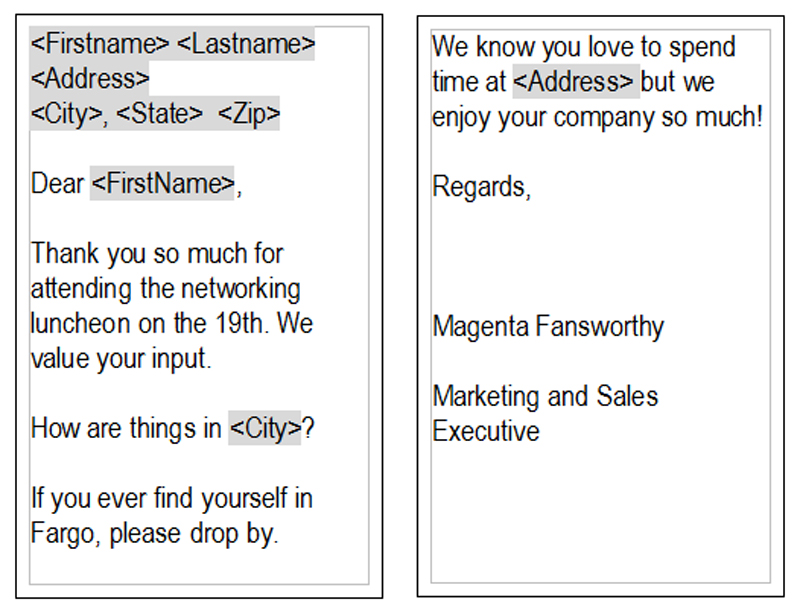 <Firstname> <Lastname>
<Address>
<City>, <State>  <Zip>
Dear <FirstName>,
Thank you so much for
attending the networking
luncheon on the 19th. We
value your input.
How are things in <City>?
If you ever find yourself in
Fargo, please drop by.
We know you love to spend
time at <Address> but we
enjoy your company so much!
Regards,
Magenta Fansworthy
Marketing and Sales
Executive